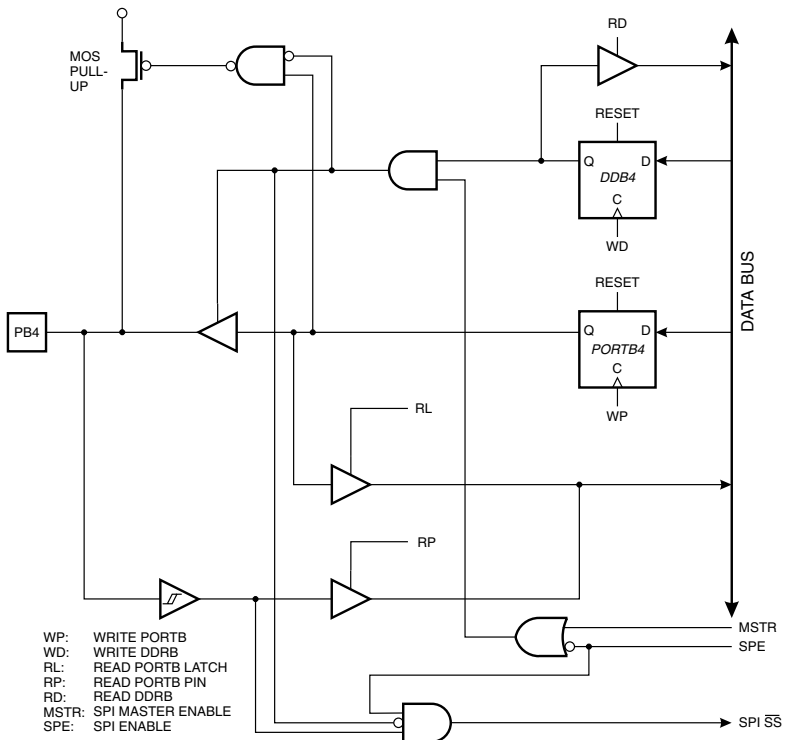 RD
MOS
PULL-
UP
RESET
Q
D
DDB4
C
WD
DATA BUS
RESET
PB4
Q
D
PORTB4
C
WP
RL
RP
WP: WRITE PORTB
WD: WRITE DDRB
RL: READ PORTB LATCH
RP: READ PORTB PIN
RD: READ DDRB
MSTR: SPI MASTER ENABLE
SPE: SPI ENABLE
MSTR
SPE
SPI S̅S̅